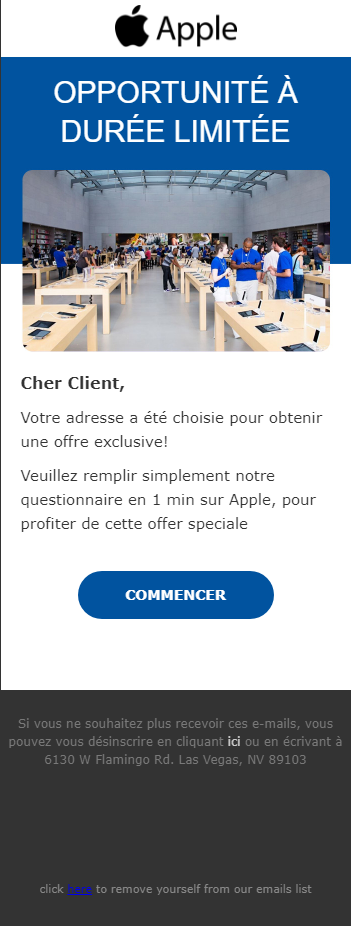 Apple
OPPORTUNITÉ À
DURÉE LIMITÉE
Cher Client,
Votre adresse a été choisie pour obtenir
une offre exclusive!
Veuillez remplir simplement notre
questionnaire en 1 min sur Apple, pour
profiter de cette offer speciale
COMMENCER
Si vous ne souhaitez plus recevoir ces e-mails, vous
pouvez vous désinscrire en cliquant ici ou en écrivant à
6130 W Flamingo Rd. Las Vegas, NV 89103
click here to remove yourself from our emails list